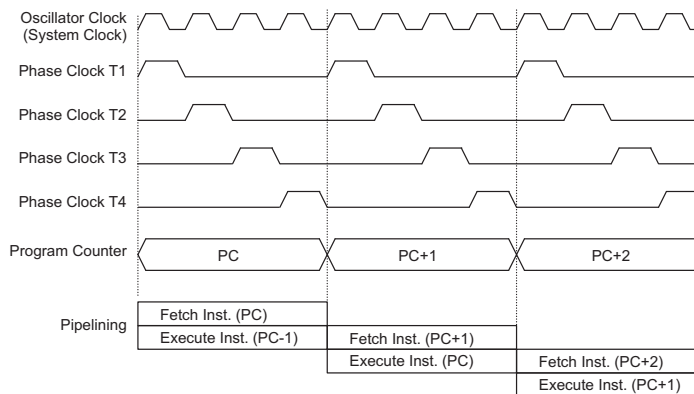 Oscillator Clock
(System Clock)
Phase Clock T1
Phase Clock T2
Phase Clock T3
Phase Clock T4
Program Counter
PC
PC+1
PC+2
Pipelining
Fetch Inst. (PC)
Execute Inst. (PC-1)
Fetch Inst. (PC+1)
Execute Inst. (PC)
Fetch Inst. (PC+2)
Execute Inst. (PC+1)